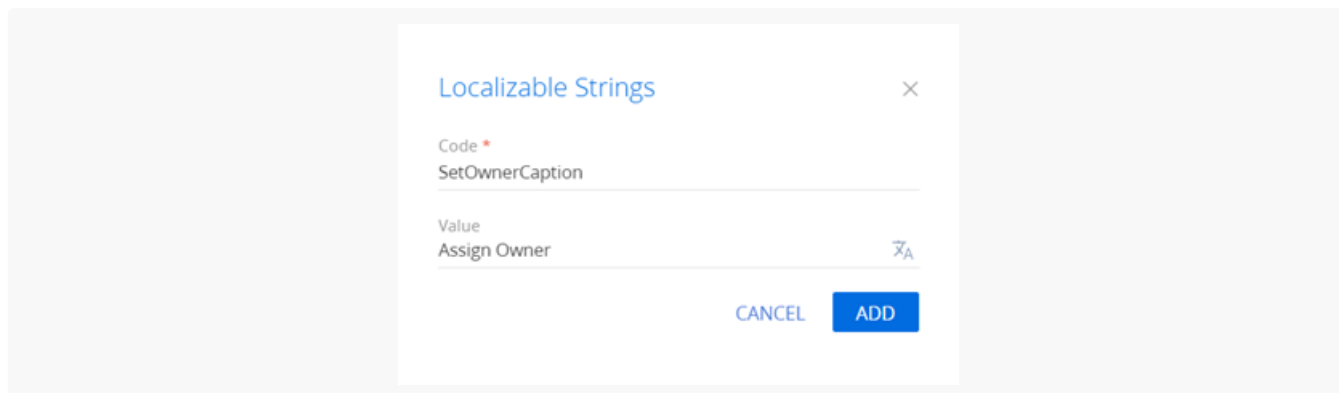 Localizable Strings
Code *
SetOwnerCaption
Value
Assign Owner
CANCEL ADD